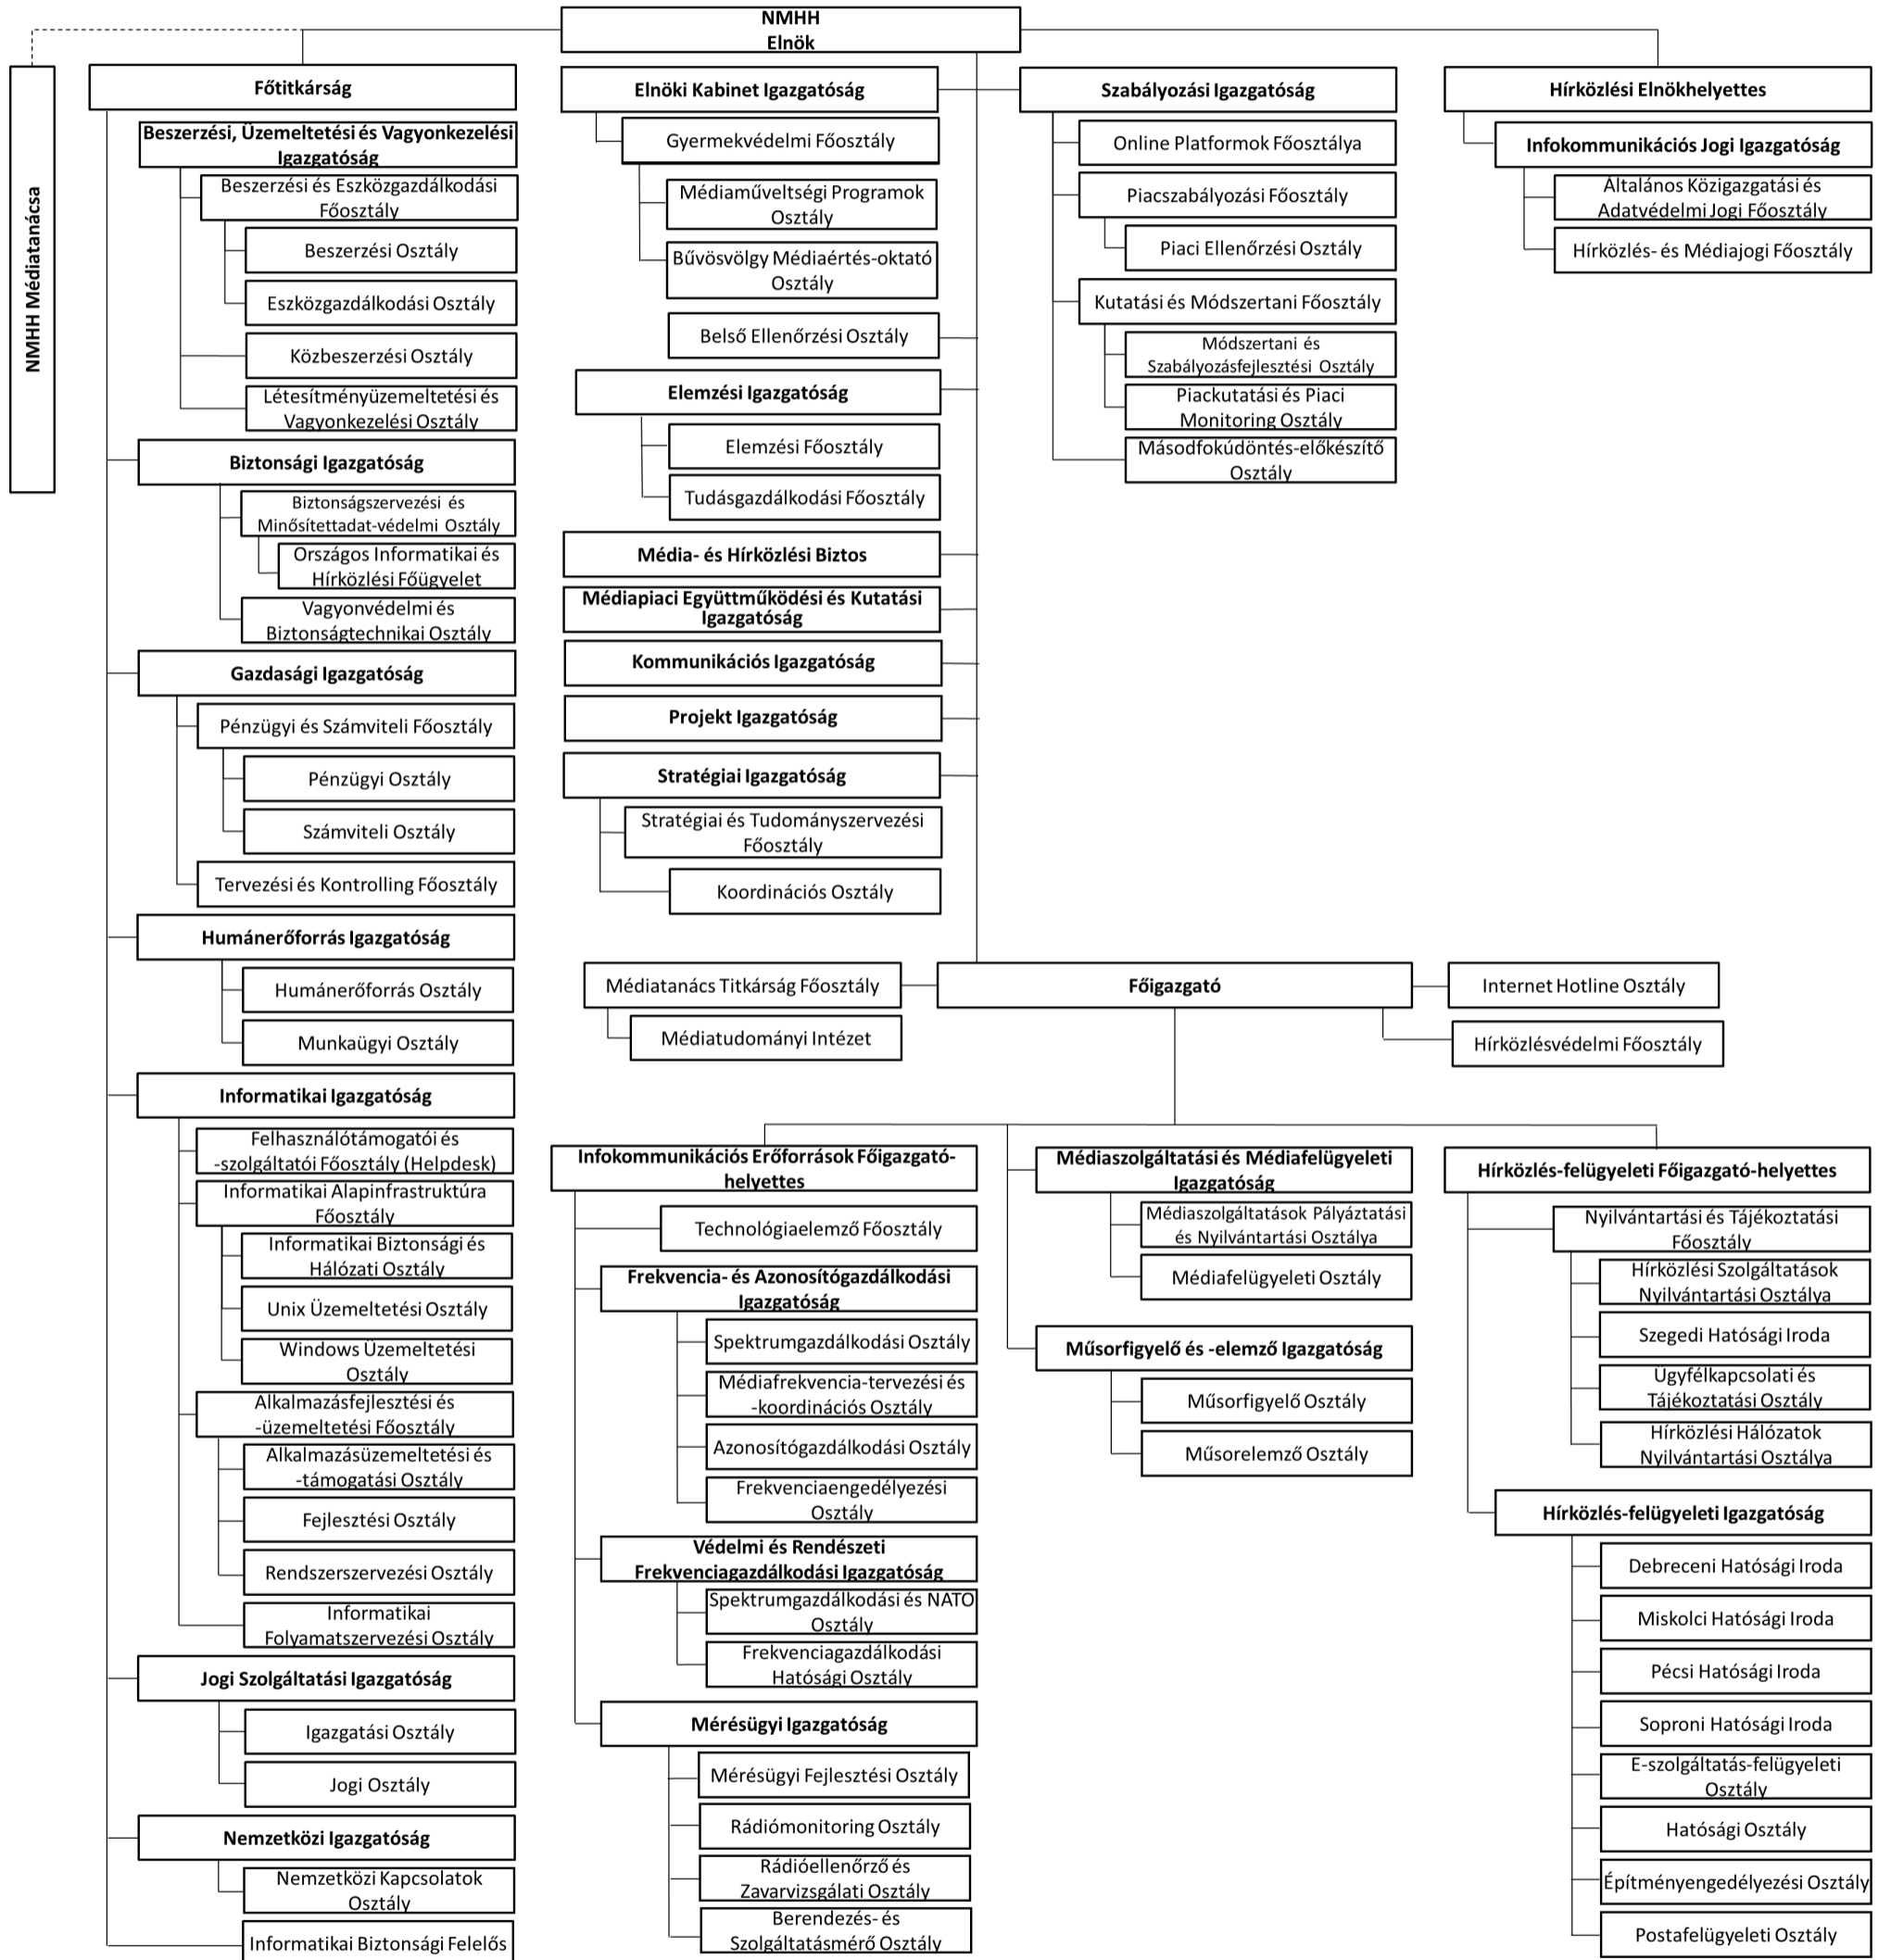 NMHH
Elnök
NMHH Médiatanácsa
Főtitkárság
Beszerzési, Üzemeltetési és Vagyonkezelési
Igazgatóság
Beszerzési és Eszközgazdálkodási
Főosztály
Beszerzési Osztály
Eszközgazdálkodási Osztály
Közbeszerzési Osztály
Létesítményüzemeltetési és
Vagyonkezelési Osztály
Biztonsági Igazgatóság
Biztonságszervezési és
Minősítettadat-védelmi Osztály
Országos Informatikai és
Hírközlési Főügyelet
Vagyonvédelmi és
Biztonságtechnikai Osztály
Gazdasági Igazgatóság
Pénzügyi és Számviteli Főosztály
Pénzügyi Osztály
Számviteli Osztály
Tervezési és Kontrolling Főosztály
Humánerőforrás Igazgatóság
Humánerőforrás Osztály
Munkaügyi Osztály
Informatikai Igazgatóság
Felhasználótámogatói és
-szolgáltatói Főosztály (Helpdesk)
Informatikai Alapinfrastruktúra
Főosztály
Informatikai Biztonsági és
Hálózati Osztály
Unix Üzemeltetési Osztály
Windows Üzemeltetési
Osztály
Alkalmazásfejlesztési és
-üzemeltetési Főosztály
Alkalmazásüzemeltetési és
-támogatási Osztály
Fejlesztési Osztály
Rendszerszervezési Osztály
Informatikai
Folyamatszervezési Osztály
Jogi Szolgáltatási Igazgatóság
Igazgatási Osztály
Jogi Osztály
Nemzetközi Igazgatóság
Nemzetközi Kapcsolatok
Osztály
Informatikai Biztonsági Felelős
Elnöki Kabinet Igazgatóság
Gyermekvédelmi Főosztály
Médiaműveltségi Programok
Osztály
Bűvösvölgy Médiaértés-oktató
Osztály
Belső Ellenőrzési Osztály
Elemzési Igazgatóság
Elemzési Főosztály
Tudásgazdálkodási Főosztály
Média- és Hírközlési Biztos
Médiapiaci Együttműködési és Kutatási
Igazgatóság
Kommunikációs Igazgatóság
Projekt Igazgatóság
Stratégiai Igazgatóság
Stratégiai és Tudományszervezési
Főosztály
Koordinációs Osztály
Szabályozási Igazgatóság
Online Platformok Főosztálya
Piacszabályozási Főosztály
Piaci Ellenőrzési Osztály
Kutatási és Módszertani Főosztály
Módszertani és
Szabályozásfejlesztési Osztály
Piackutatási és Piaci
Monitoring Osztály
Másodfokúdöntés-előkészítő
Osztály
Hírközlési Elnökhelyettes
Infokommunikációs Jogi Igazgatóság
Általános Közigazgatási és
Adatvédelmi Jogi Főosztály
Hírközlés- és Médiajogi Főosztály
Médiatanács Titkárság Főosztály
Médiatudományi Intézet
Főigazgató
Internet Hotline Osztály
Hírközlésvédelmi Főosztály
Infokommunikációs Erőforrások Főigazgató-
helyettes
Technológiaelemző Főosztály
Frekvencia- és Azonosítógazdálkodási
Igazgatóság
Spektrumgazdálkodási Osztály
Médiafrekvencia-tervezési és
-koordinációs Osztály
Azonosítógazdálkodási Osztály
Frekvenciaengedélyezési
Osztály
Védelmi és Rendészeti
Frekvenciagazdálkodási Igazgatóság
Spektrumgazdálkodási és NATO
Osztály
Frekvenciagazdálkodási
Hatósági Osztály
Mérésügyi Igazgatóság
Mérésügyi Fejlesztési Osztály
Rádiómonitoring Osztály
Rádióellenőrző és
Zavarvizsgálati Osztály
Berendezés- és
Szolgáltatásmérő Osztály
Médiaszolgáltatási és Médiafelügyeleti
Igazgatóság
Médiaszolgáltatások Pályáztatási
és Nyilvántartási Osztálya
Médiafelügyeleti Osztály
Műsorfigyelő és -elemző Igazgatóság
Műsorfigyelő Osztály
Műsorelemző Osztály
Hírközlés-felügyeleti Főigazgató-helyettes
Nyilvántartási és Tájékoztatási
Főosztály
Hírközlési Szolgáltatások
Nyilvántartási Osztálya
Szegedi Hatósági Iroda
Ügyfélkapcsolati és
Tájékoztatási Osztály
Hírközlési Hálózatok
Nyilvántartási Osztálya
Hírközlés-felügyeleti Igazgatóság
Debreceni Hatósági Iroda
Miskolci Hatósági Iroda
Pécsi Hatósági Iroda
Soproni Hatósági Iroda
E-szolgáltatás-felügyeleti
Osztály
Hatósági Osztály
Építményengedélyezési Osztály
Postafelügyeleti Osztály